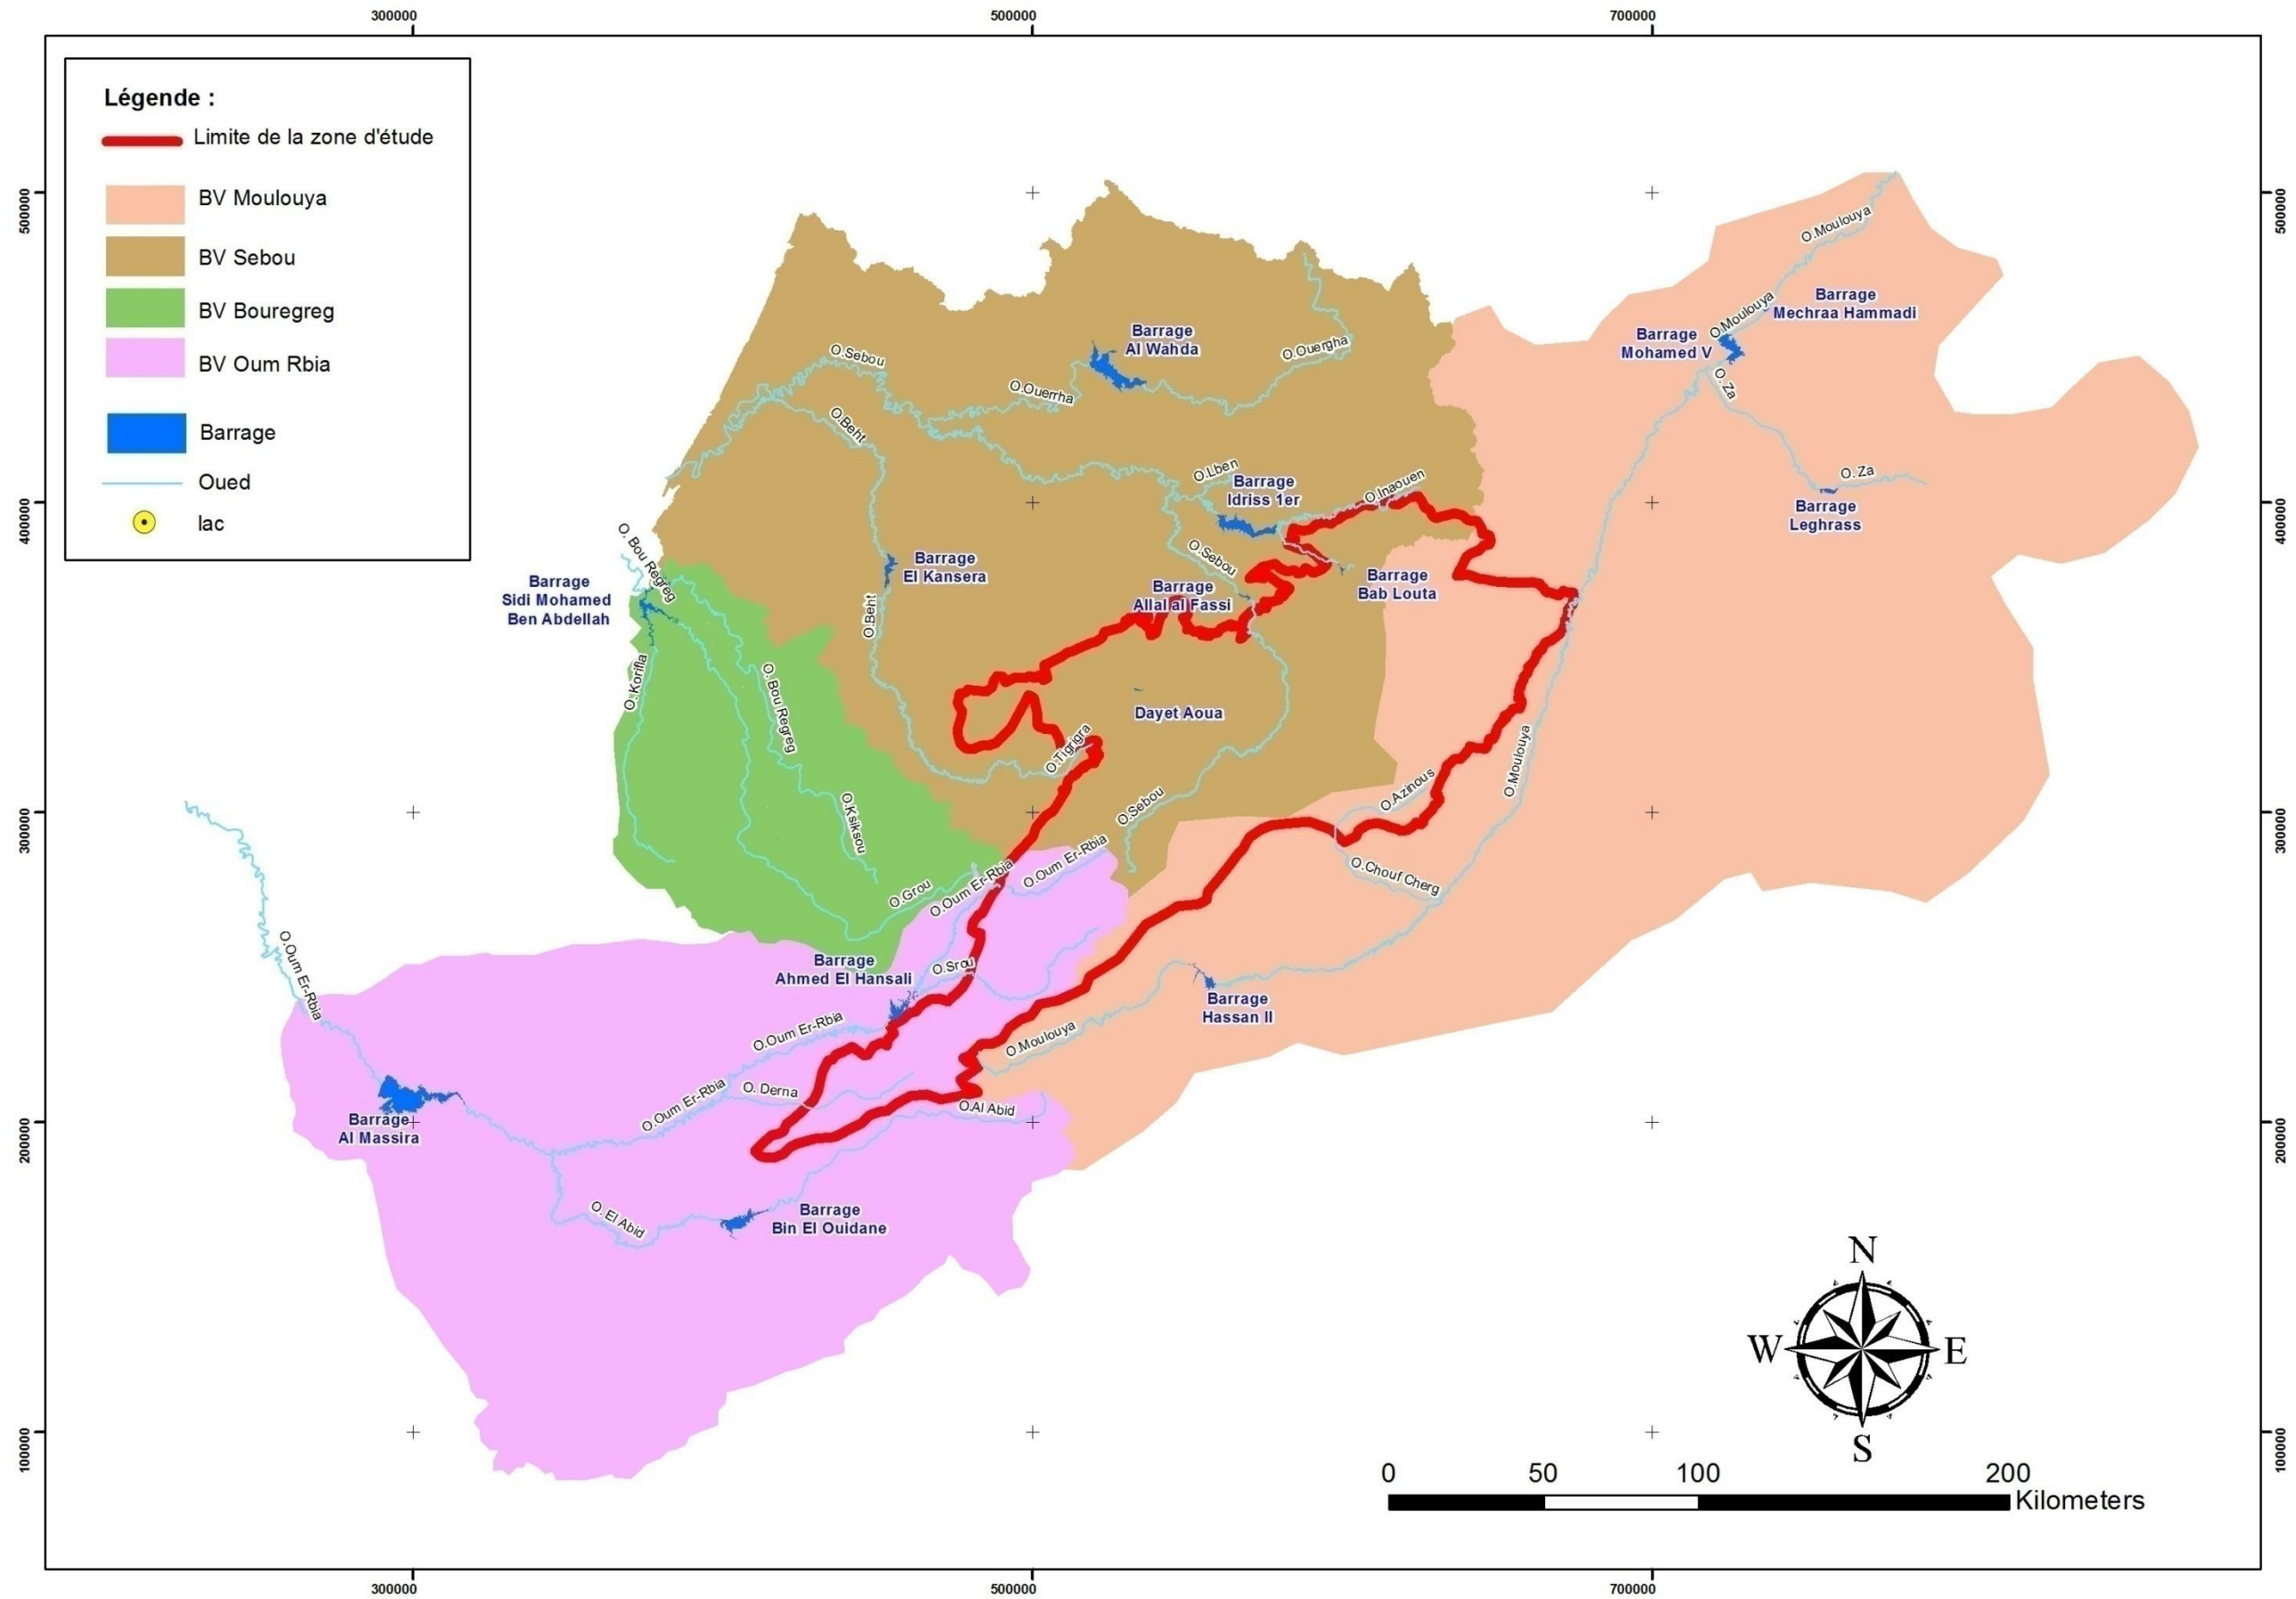 300000
500000
700000
Légende :
Limite de la zone d'étude
BV Moulouya
BV Sebou
BV Bouregreg
BV Oum Rbia
Barrage
Oued
lac
500000
500000
O.Moulouya
O.Moulouya
Barrage
Mechraa Hammadi
Barrage
Mohamed V
O. Za
Barrage
Al Wahda
O.Ouergha
O.Sebou
O.Ouerrha
O.Beht
O.Lben
Barrage
Idriss 1er
O.Inaouen
O. Za
Barrage
Leghrass
400000
400000
O. Bou Regreg
Barrage
El Kansera
O.Sebou
Barrage
Sidi Mohamed
Ben Abdellah
Barrage
Allal al Fassi
Barrage
Bab Louta
O.Beht
O.Korifla
O. Bou Regreg
Dayet Aoua
O.Tigrigra
O.Moulouya
O.Azinous
O.Sebou
300000
300000
O.Ksiksou
O.Oum Er-Rbia
O.Chouf Cherg
O.Grou
O.Oum Er-Rbia
O.Oum Er-Rbia
Barrage
Ahmed El Hansali
O.Srou
Barrage
Hassan II
O.Oum Er-Rbia
O.Moulouya
O.Oum Er-Rbia
O. Derna
O.Al Abid
Barrage
Al Massira
200000
200000
O. El Abid
Barrage
Bin El Ouidane
N
W
E
S
100000
100000
0
50
100
200
Kilometers
300000
500000
700000